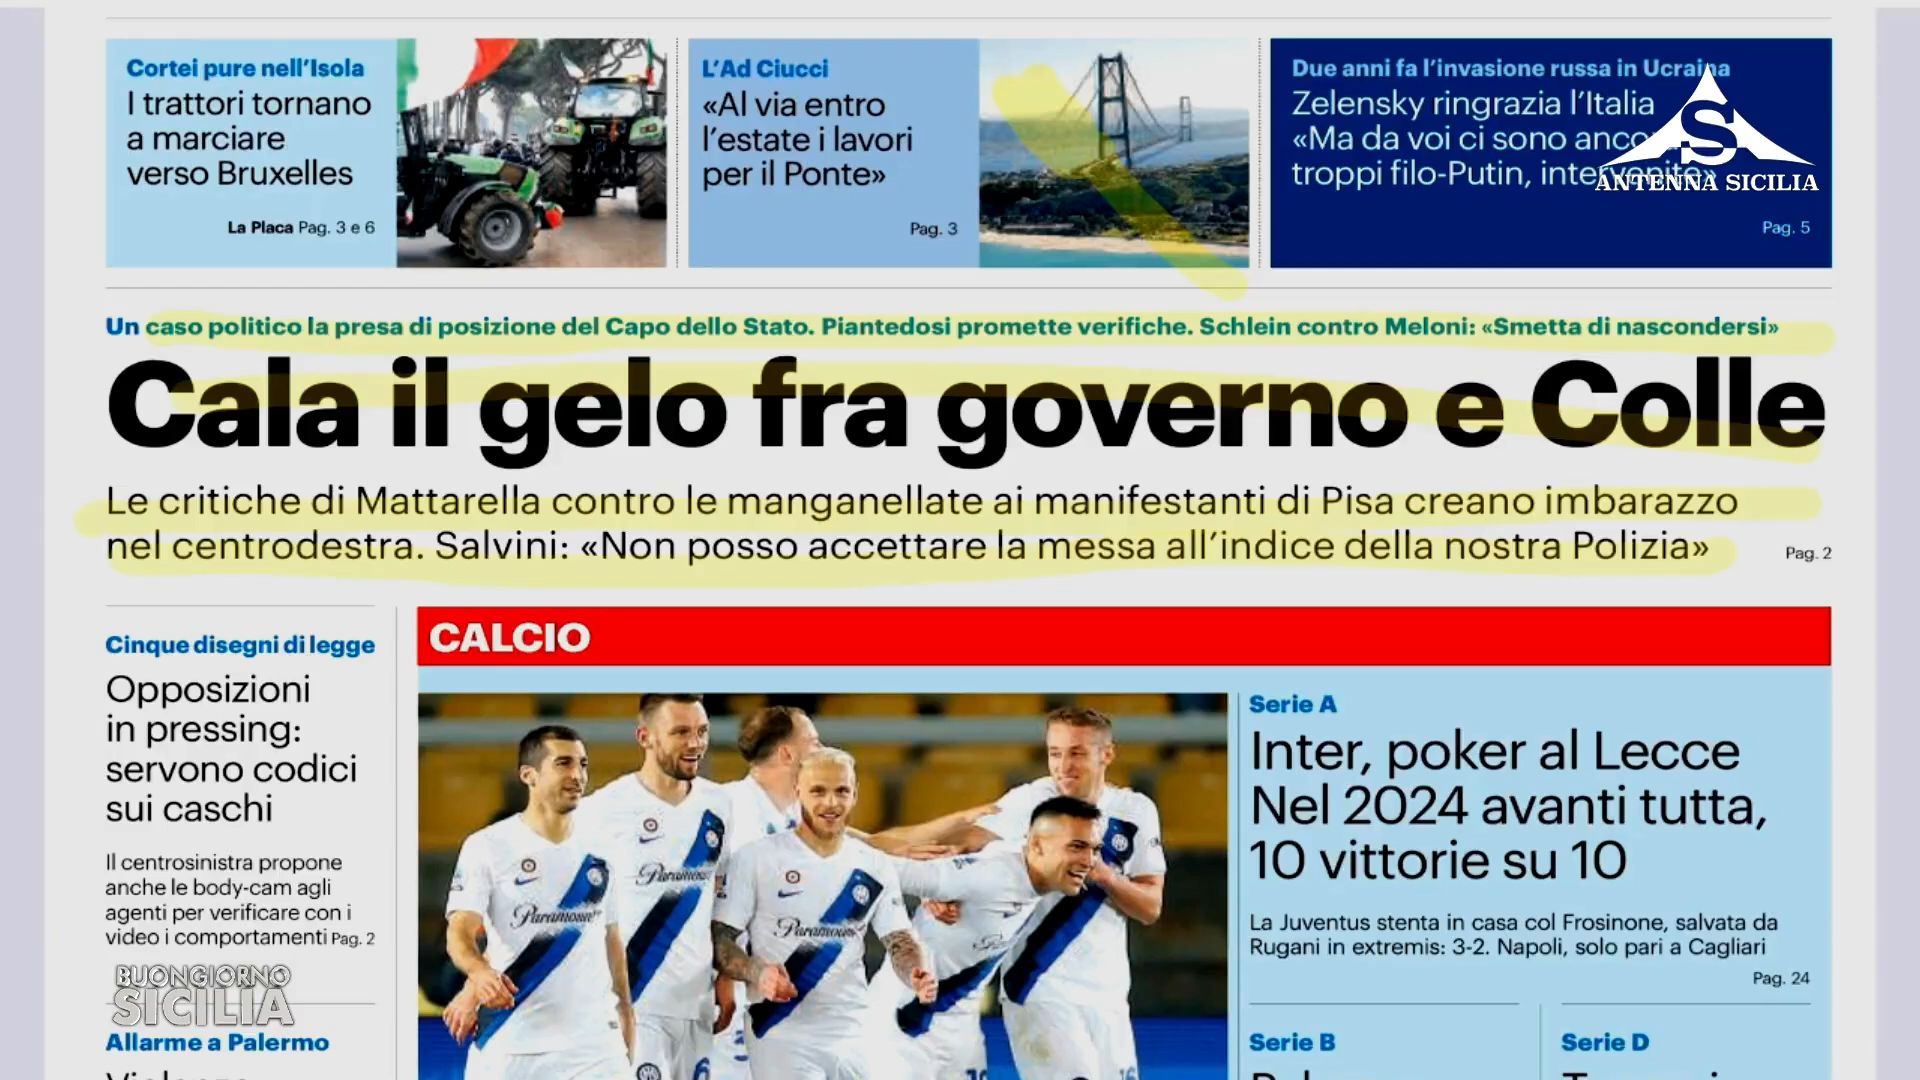 Cortei pure nell'Isola
I trattori tornano
a marciare
verso Bruxelles
La Placa Pag. 3 e 6
L'Ad Ciucci
«Al via entro
l'estate i lavori
per il Ponte»
Pag. 3
Due anni fa l'invasione russa in Ucraina
Zelensky ringrazia l'Italia
«Ma da voi ci sono ancora
troppi filo-Putin, intervenite»
Pag. 5
S
ANTENNA SICILIA
Un caso politico la presa di posizione del Capo dello Stato. Piantedosi promette verifiche. Schlein contro Meloni: «Smetta di nascondersi»
Cala il gelo fra governo e Colle
Le critiche di Mattarella contro le manganellate ai manifestanti di Pisa creano imbarazzo
nel centrodestra. Salvini: «Non posso accettare la messa all'indice della nostra Polizia»
Pag. 2
Cinque disegni di legge
Opposizioni
in pressing:
servono codici
sui caschi
Il centrosinistra propone
anche le body-cam agli
agenti per verificare con i
video i comportamenti Pag. 2
BUONGIORNO
SICILIA
Allarme a Palermo
CALCIO
Paramount
Paramount
Paramount
Serie A
Inter, poker al Lecce
Nel 2024 avanti tutta,
10 vittorie su 10
La Juventus stenta in casa col Frosinone, salvata da
Rugani in extremis: 3-2. Napoli, solo pari a Cagliari
Pag. 24
Serie B
Serie D